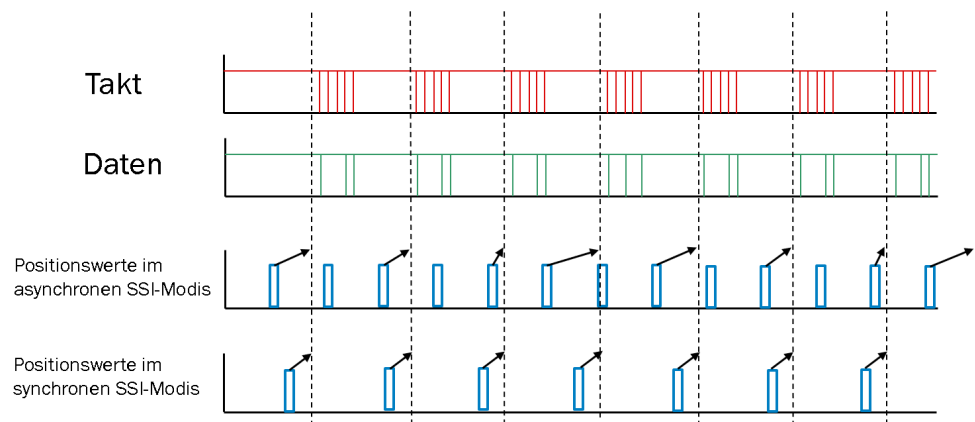 Takt
Daten
Positionswerte im
asynchronen SSI-Modis
Positionswerte im
synchronen SSI-Modis